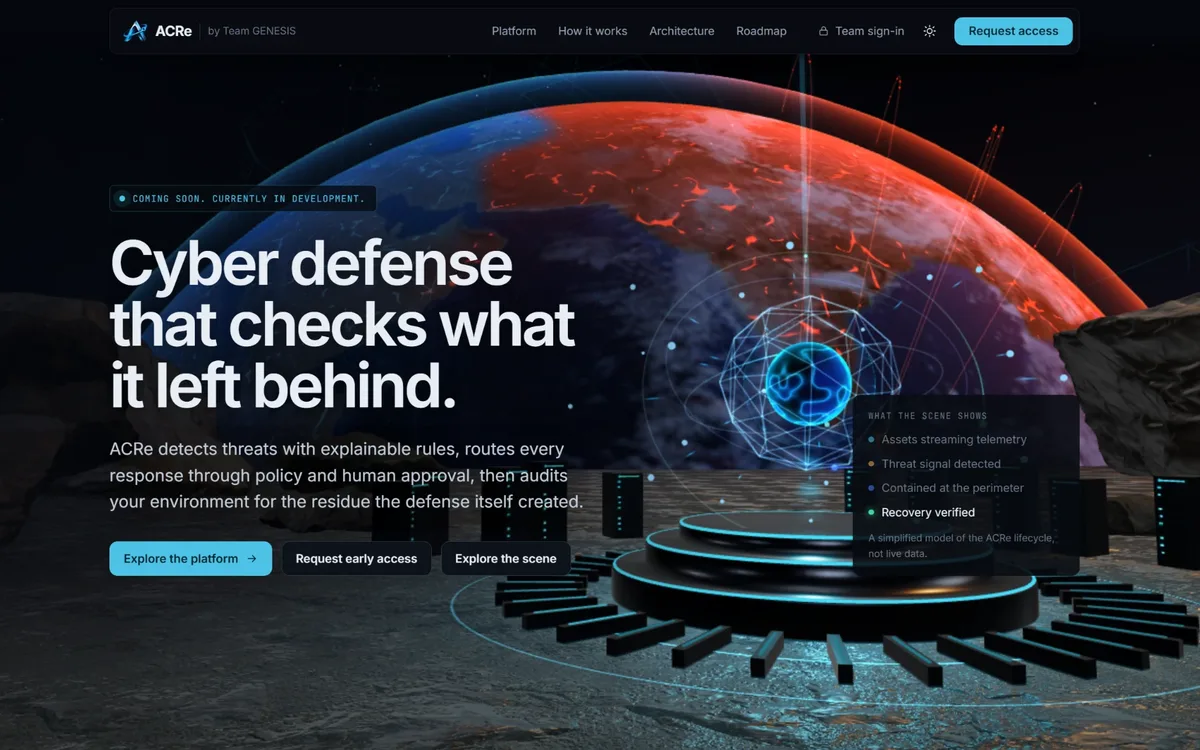 ACRe
by Team GENESIS
Platform
How it works
Architecture
Roadmap
Team sign-in
Request access
COMING SOON. CURRENTLY IN DEVELOPMENT.
Cyber defense
that checks what
it left behind.
ACRe detects threats with explainable rules, routes every
response through policy and human approval, then audits
your environment for the residue the defense itself created.
Explore the platform →
Request early access
Explore the scene
WHAT THE SCENE SHOWS
Assets streaming telemetry
Threat signal detected
Contained at the perimeter
Recovery verified
A simplified model of the ACRe lifecycle,
not live data.